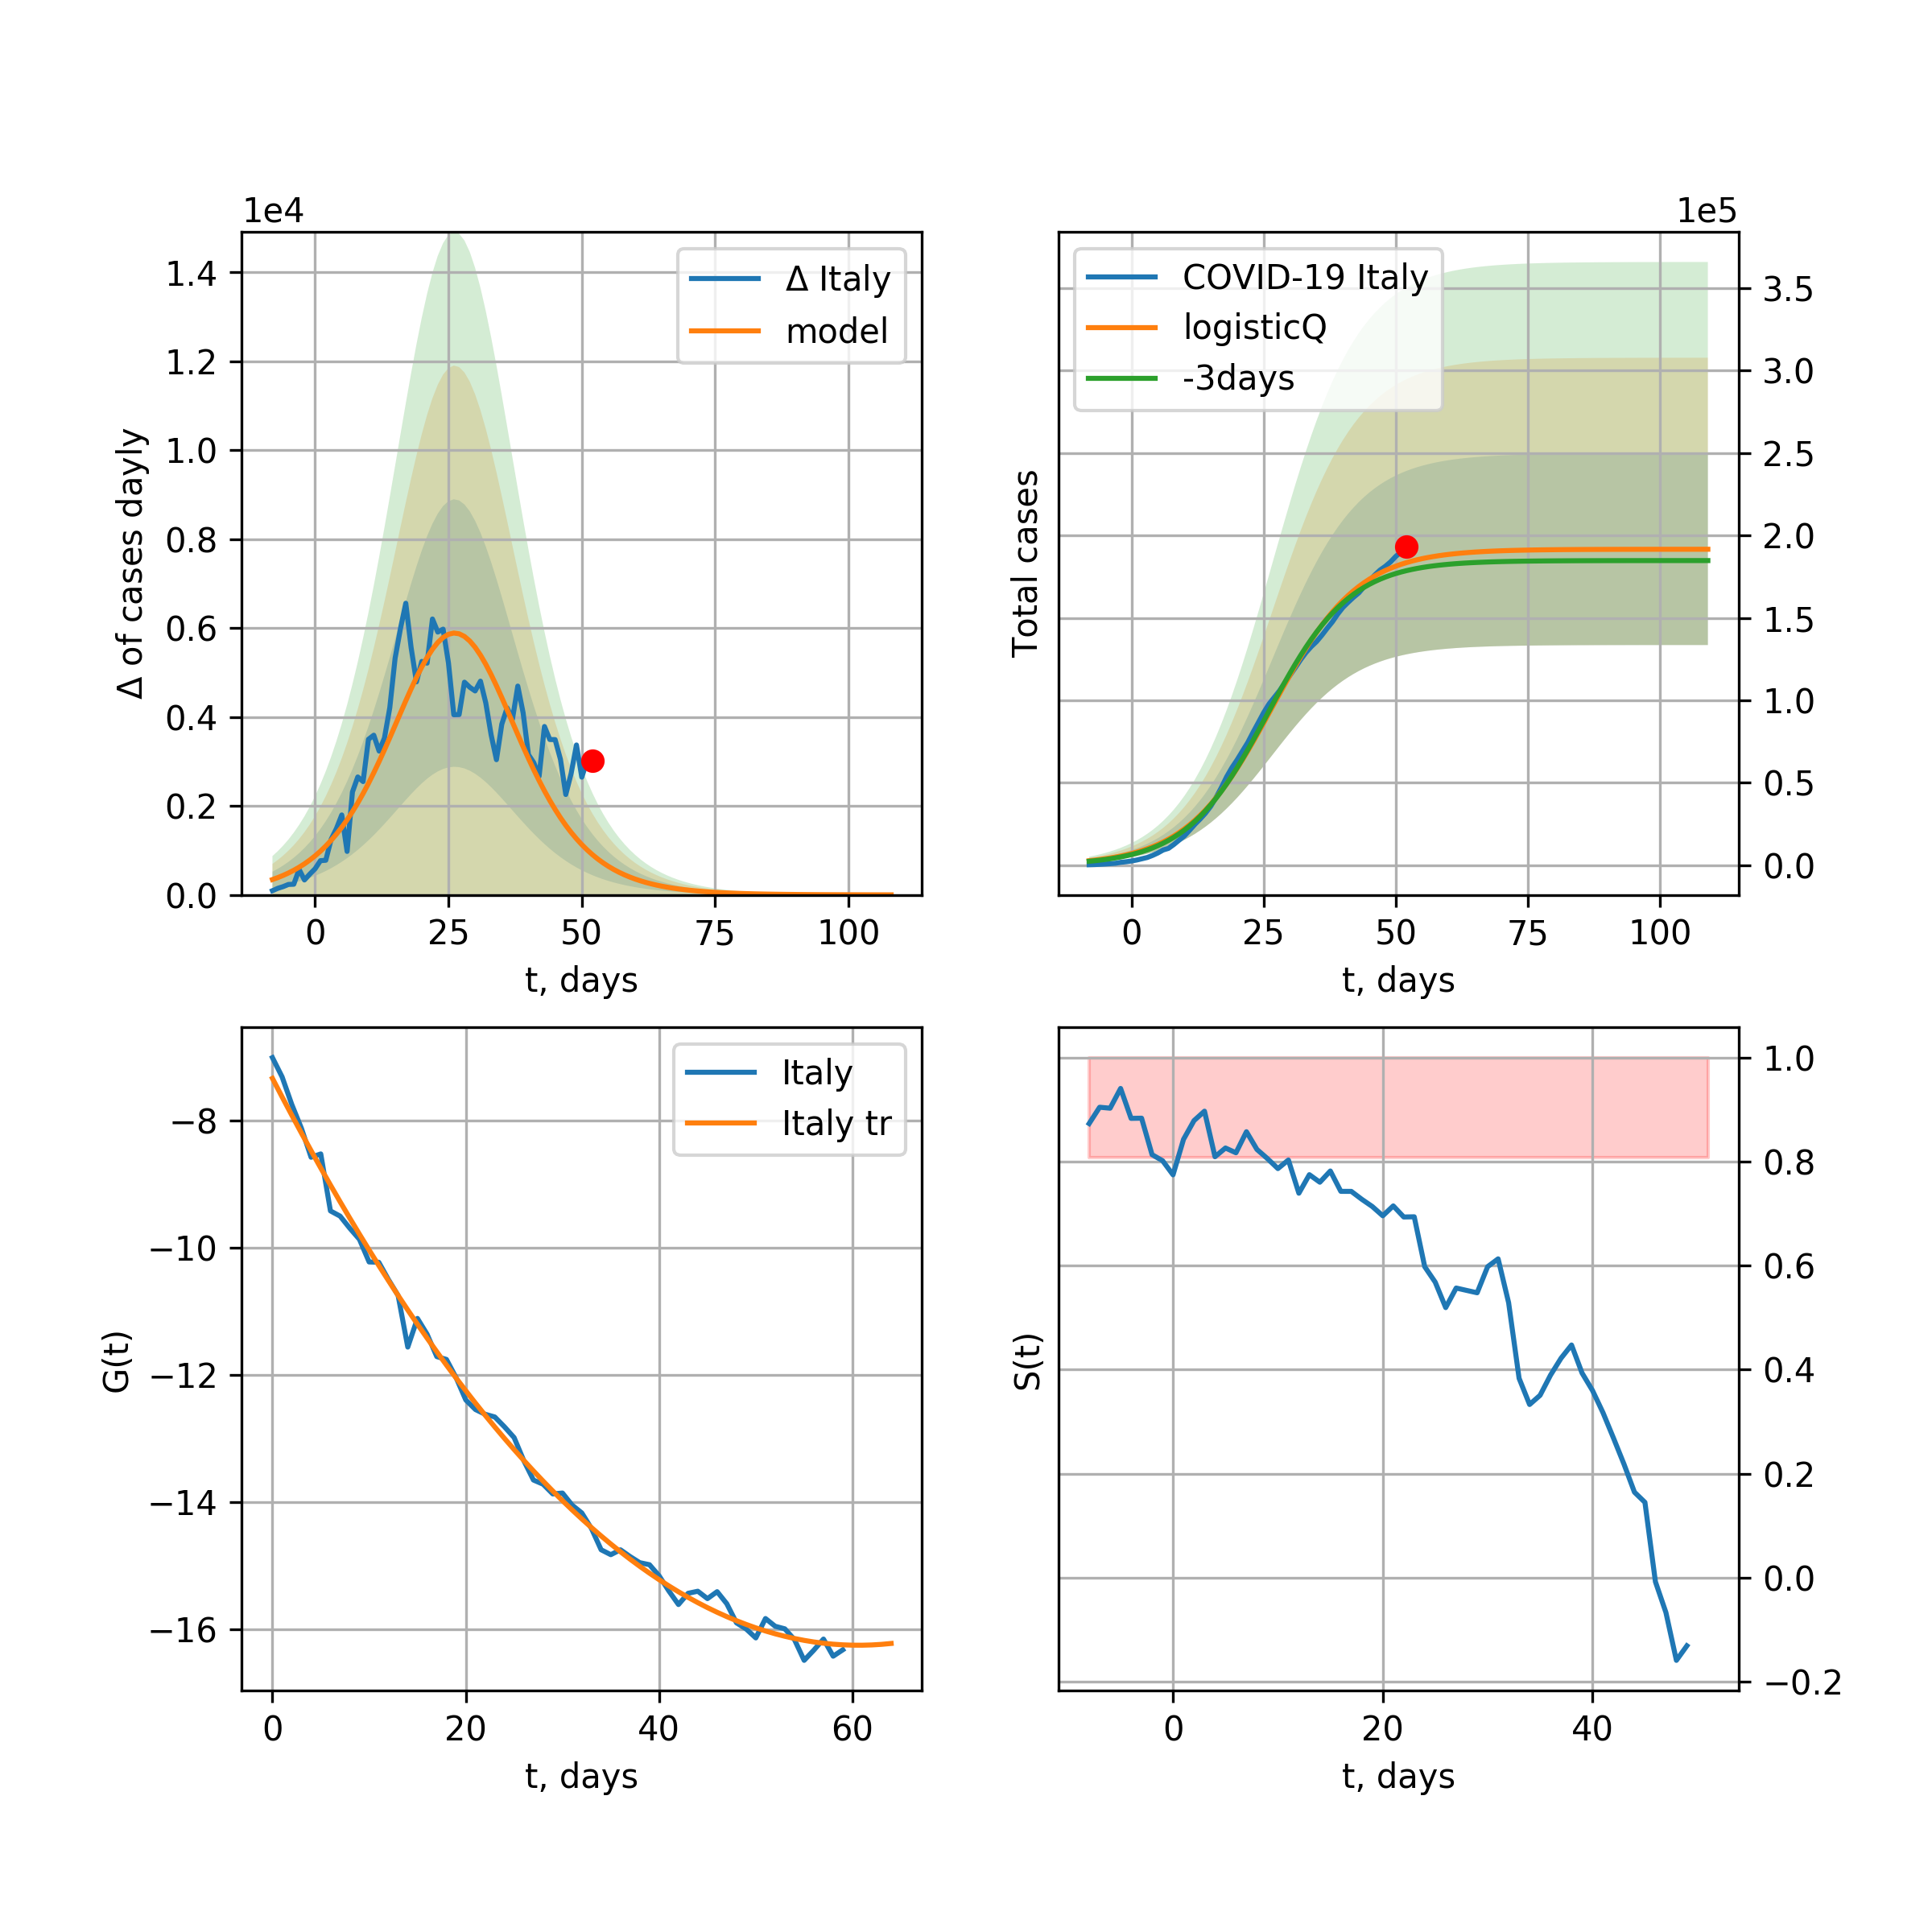 1e4
Δ Italy
model
1.4
1.2
1.0
0.8
0.6
0.4
0.2
0.0
Δ of cases dayly
0 25 50 75 100
t, days
1e5
COVID-19 Italy
logisticQ
-3days
3.5
3.0
2.5
2.0
1.5
1.0
0.5
0.0
Total cases
0 25 50 75 100
t, days
Italy
Italy tr
−8
−10
−12
−14
−16
G(t)
0 20 40 60
t, days
1.0
0.8
0.6
0.4
0.2
0.0
−0.2
S(t)
0 20 40
t, days